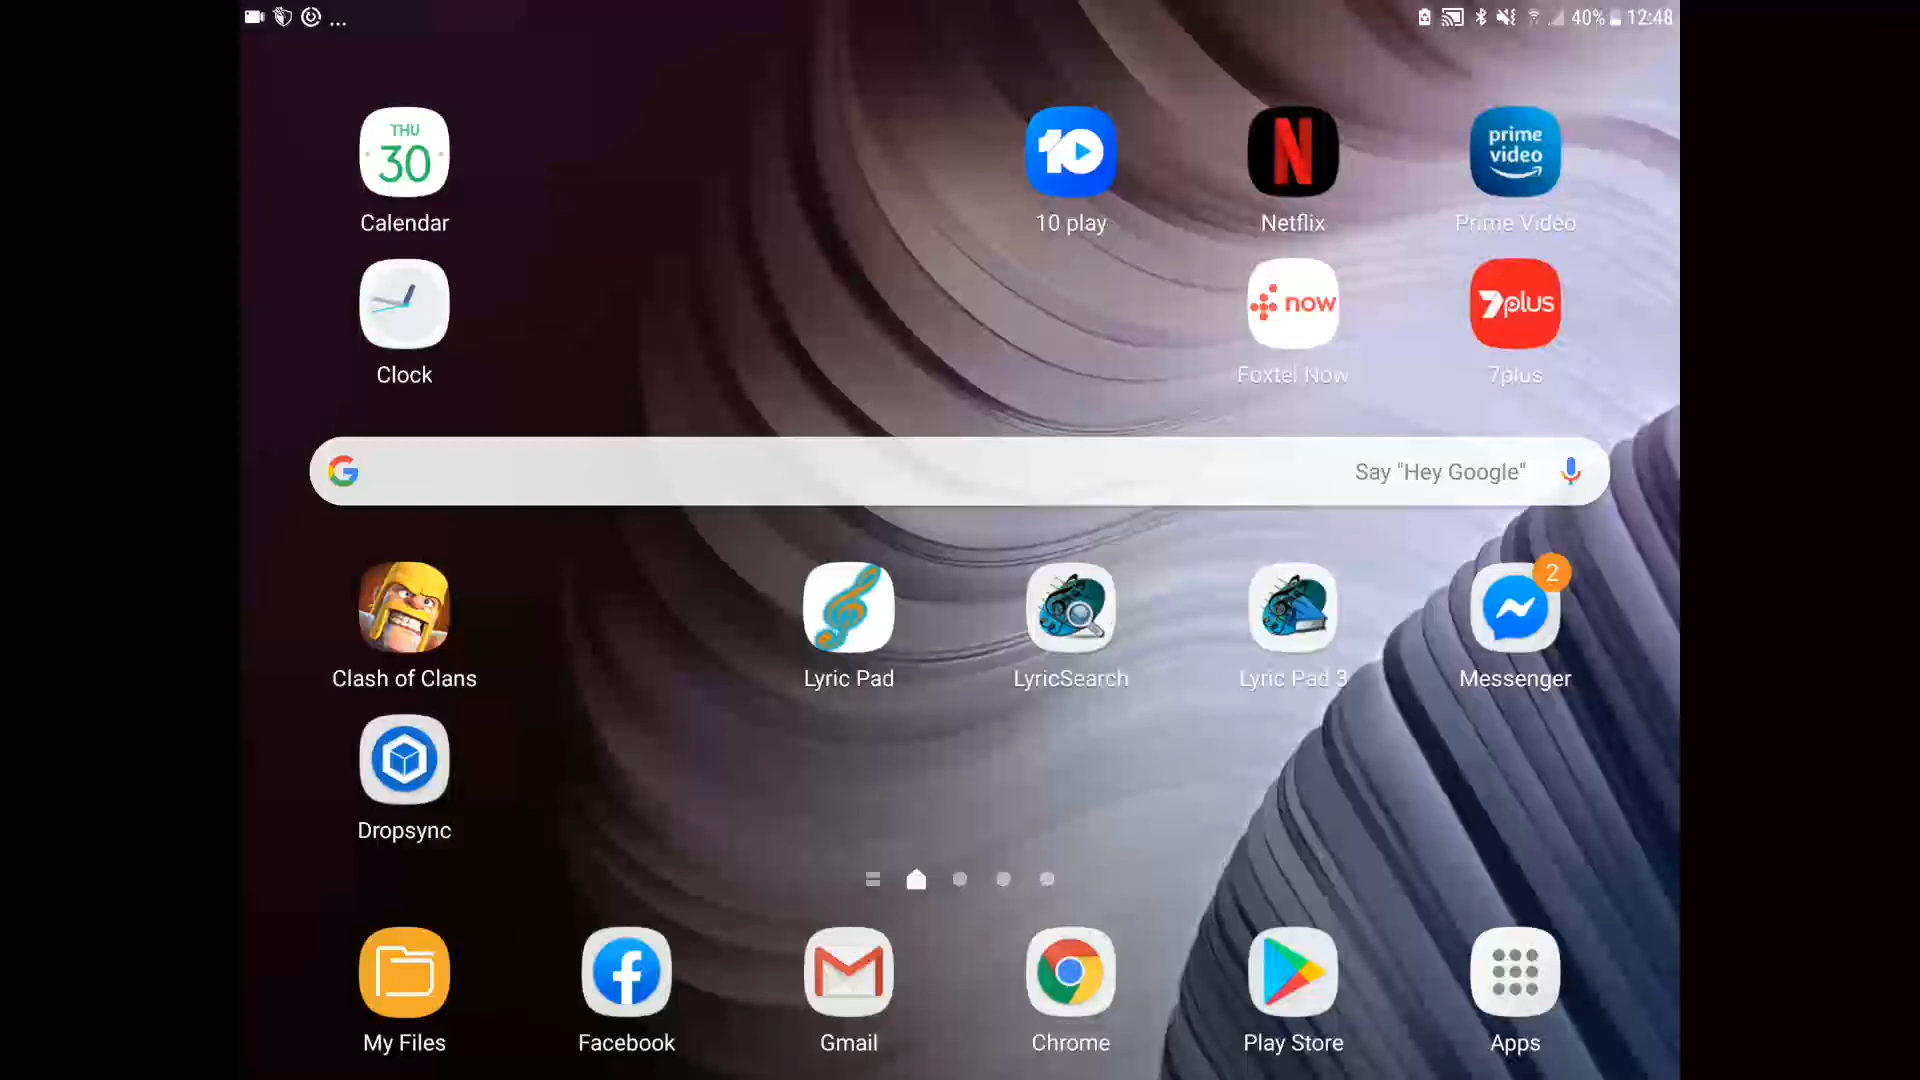 ... 40% 12:48
THU
30
10
N
prime
video
Calendar
10 play
Netflix
Prime Video
now
7plus
Clock
Foxtel Now
7plus
G
Say "Hey Google"
2
Clash of Clans
Lyric Pad
LyricSearch
Lyric Pad 3
Messenger
Dropsync
f
M
My Files
Facebook
Gmail
Chrome
Play Store
Apps